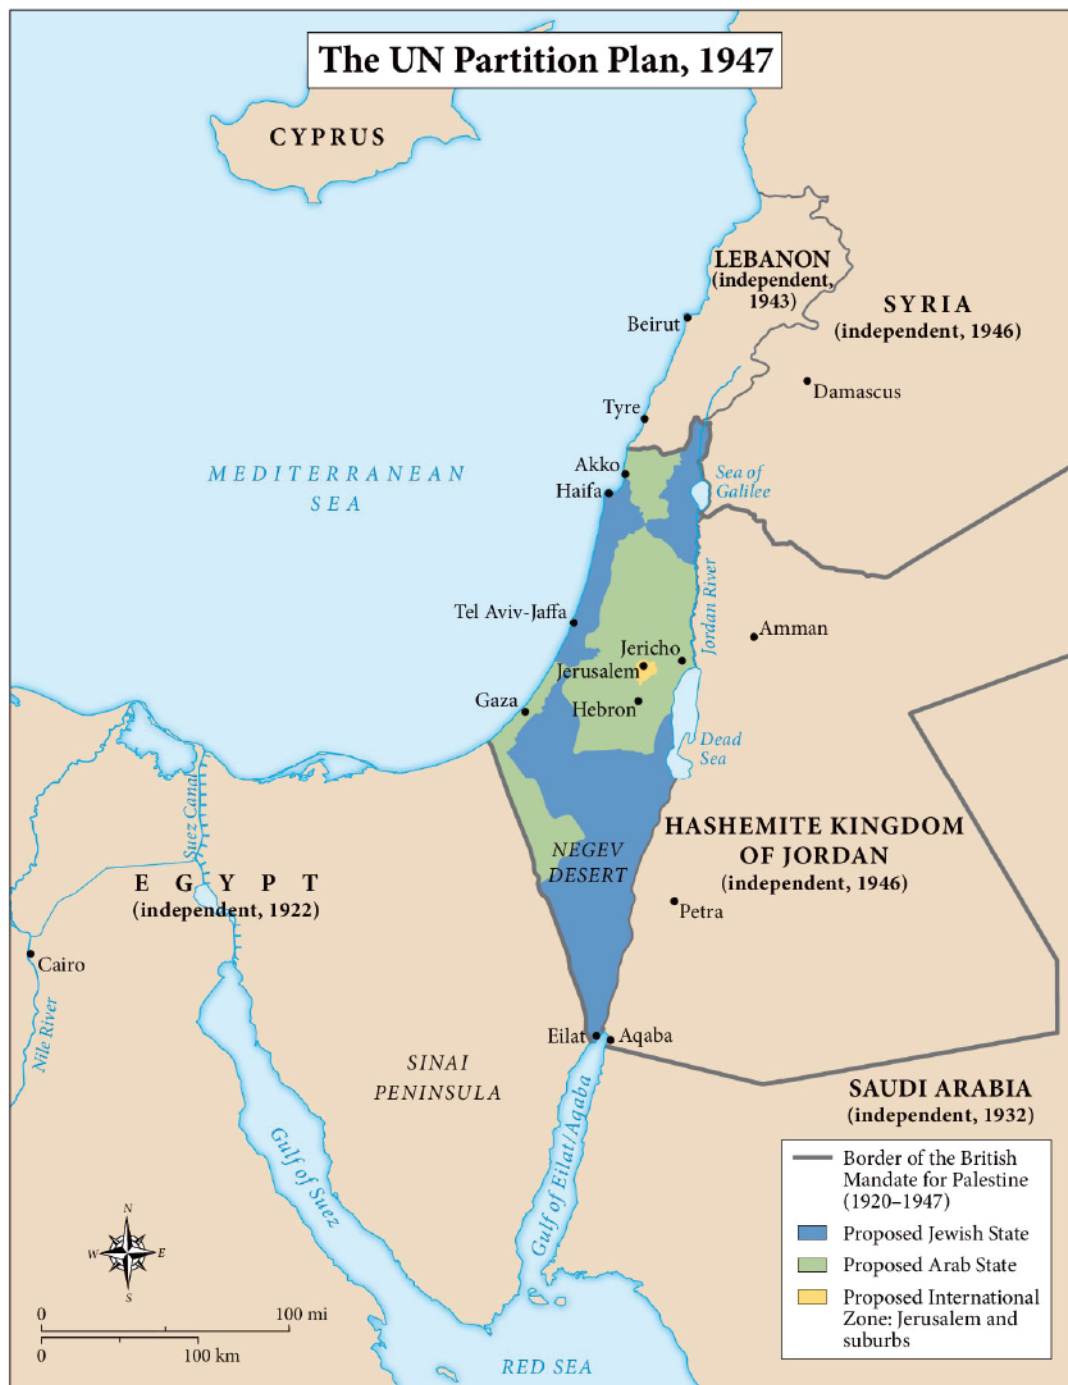 The UN Partition Plan, 1947
CYPRUS
LEBANON
(independent,
1943)
SYRIA
(independent, 1946)
Beirut
Damascus
Tyre
MEDITERRANEAN
SEA
Akko
Haifa
Sea of
Galilee
Tel Aviv-Jaffa
Jordan River
Amman
Jericho
Jerusalem
Gaza
Hebron
Dead
Sea
Suez Canal
HASHEMITE KINGDOM
OF JORDAN
(independent, 1946)
NEGEV
DESERT
EGYPT
(independent, 1922)
Petra
Cairo
Nile River
Eilat
Aqaba
SINAI
PENINSULA
Gulf of Suez
Gulf of Eilat/Aqaba
SAUDI ARABIA
(independent, 1932)
Border of the British
Mandate for Palestine
(1920–1947)
Proposed Jewish State
Proposed Arab State
Proposed International
Zone: Jerusalem and
suburbs
N
W E
S
0 100 mi
0 100 km
RED SEA